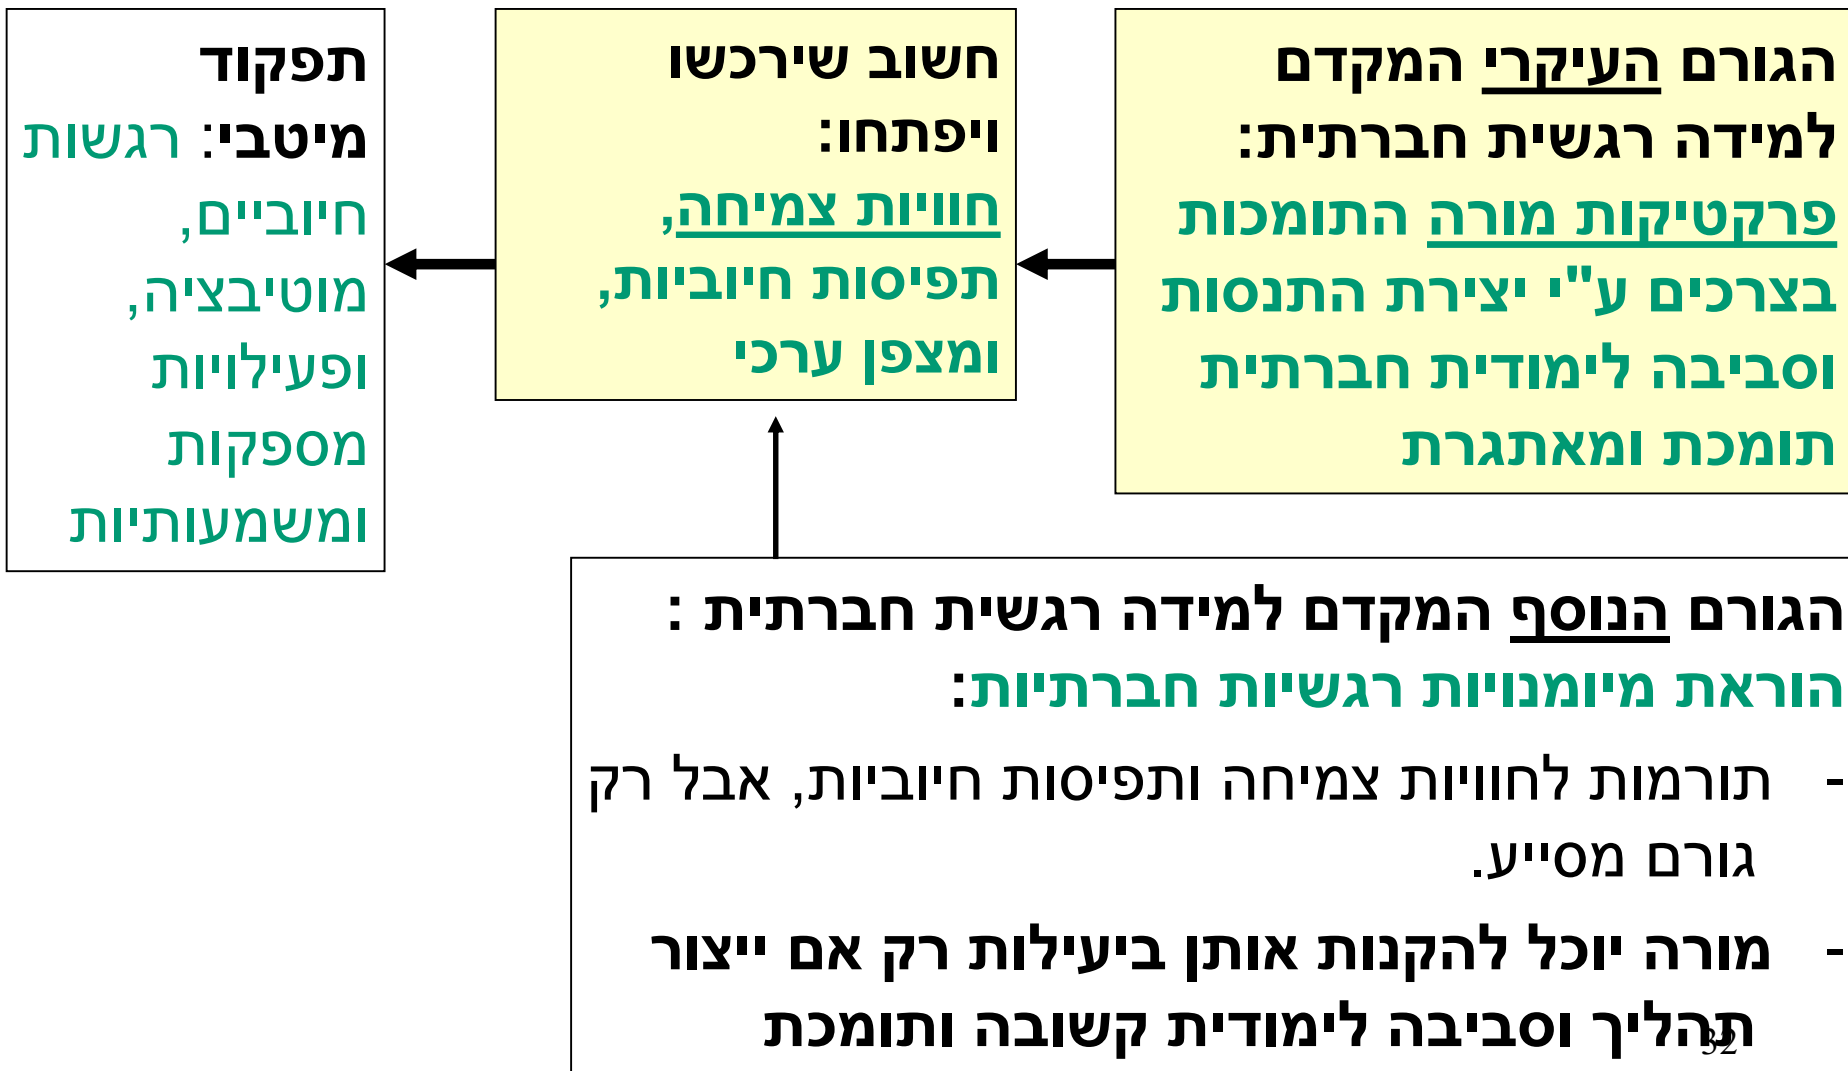 הגורם העיקרי המקדם
למידה רגשית חברתית:
פרקטיקות מורה התומכות
בצרכים ע"י יצירת התנסות
וסביבה לימודית חברתית
תומכת ומאתגרת
חשוב שירכשו
ויפתחו:
חוויות צמיחה,
תפיסות חיוביות,
ומצפן ערכי
תפקוד
מיטבי: רגשות
חיוביים,
מוטיבציה,
ופעילויות
מספקות
ומשמעותיות
הגורם הנוסף המקדם למידה רגשית חברתית :
הוראת מיומנויות רגשיות חברתיות:
- תורמות לחוויות צמיחה ותפיסות חיוביות, אבל רק
גורם מסייע.
- מורה יוכל להקנות אותן ביעילות רק אם ייצור
תהליך וסביבה לימודית קשובה ותומכת
32